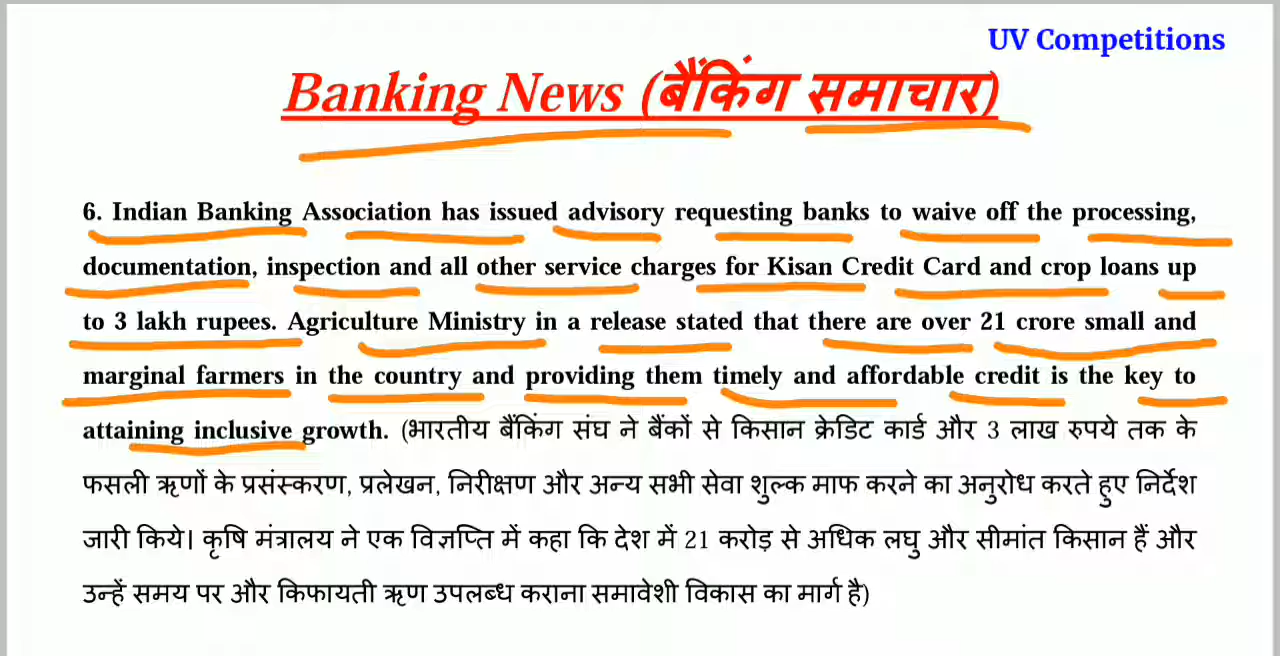 UV Competitions
Banking News (बैंकिंग समाचार)
6. Indian Banking Association has issued advisory requesting banks to waive off the processing,
documentation, inspection and all other service charges for Kisan Credit Card and crop loans up
to 3 lakh rupees. Agriculture Ministry in a release stated that there are over 21 crore small and
marginal farmers in the country and providing them timely and affordable credit is the key to
attaining inclusive growth. (भारतीय बैंकिंग संघ ने बैंकों से किसान क्रेडिट कार्ड और 3 लाख रुपये तक के
फसली ऋणों के प्रसंस्करण, प्रलेखन, निरीक्षण और अन्य सभी सेवा शुल्क माफ करने का अनुरोध करते हुए निर्देश
जारी किये। कृषि मंत्रालय ने एक विज्ञप्ति में कहा कि देश में 21 करोड़ से अधिक लघु और सीमांत किसान हैं और
उन्हें समय पर और किफायती ऋण उपलब्ध कराना समावेशी विकास का मार्ग है)